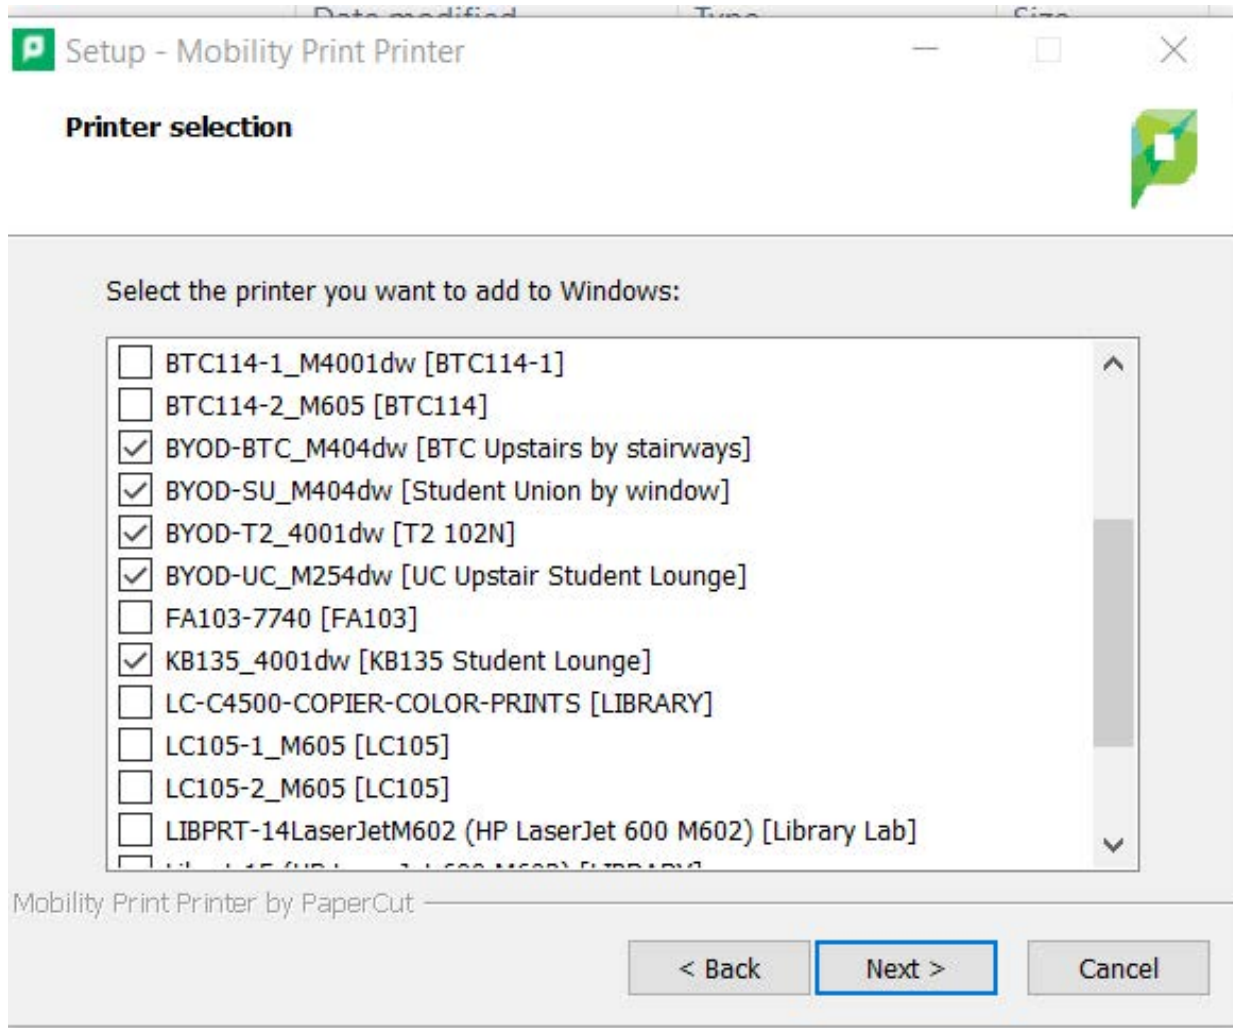 Date modified Type Size
Setup - Mobility Print Printer
Printer selection
Select the printer you want to add to Windows:
BTC114-1_M4001dw [BTC114-1]
BTC114-2_M605 [BTC114]
BYOD-BTC_M404dw [BTC Upstairs by stairways]
BYOD-SU_M404dw [Student Union by window]
BYOD-T2_4001dw [T2 102N]
BYOD-UC_M254dw [UC Upstair Student Lounge]
FA103-7740 [FA103]
KB135_4001dw [KB135 Student Lounge]
LC-C4500-COPIER-COLOR-PRINTS [LIBRARY]
LC105-1_M605 [LC105]
LC105-2_M605 [LC105]
LIBPRT-14LaserJetM602 (HP LaserJet 600 M602) [Library Lab]
Mobility Print Printer by PaperCut
< Back Next > Cancel